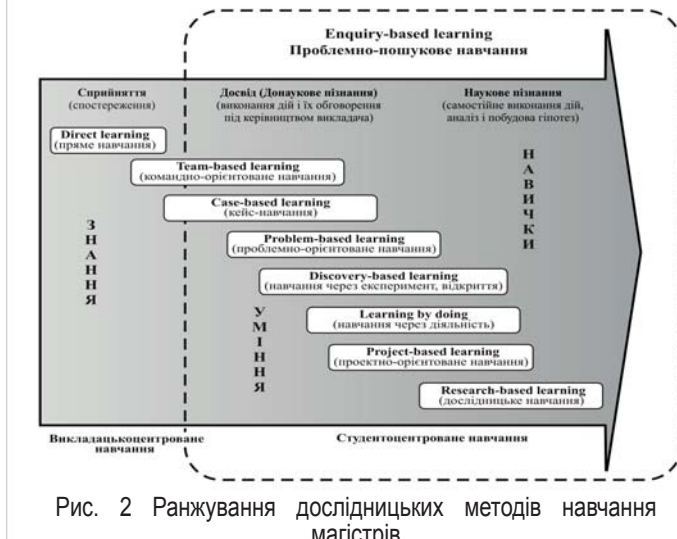 Enquiry-based learning
Проблемно-пошукове навчання
Сприйняття
(спостереження)
Досвід (Донаукове пізнання)
(виконання дій і їх обговорення
під керівництвом викладача)
Наукове пізнання
(самостійне виконання дій,
аналіз і побудова гіпотез)
Direct learning
(пряме навчання)
Team-based learning
(командно-орієнтоване навчання)
Case-based learning
(кейс-навчання)
Problem-based learning
(проблемно-орієнтоване навчання)
Discovery-based learning
(навчання через експеримент, відкриття)
Learning by doing
(навчання через діяльність)
Project-based learning
(проектно-орієнтоване навчання)
Research-based learning
(дослідницьке навчання)
ЗНАННЯ
УМІННЯ
НАВИЧКИ
Викладацькоцентроване
навчання
Студентоцентроване навчання
Рис. 2 Ранжування дослідницьких методів навчання
магістрів